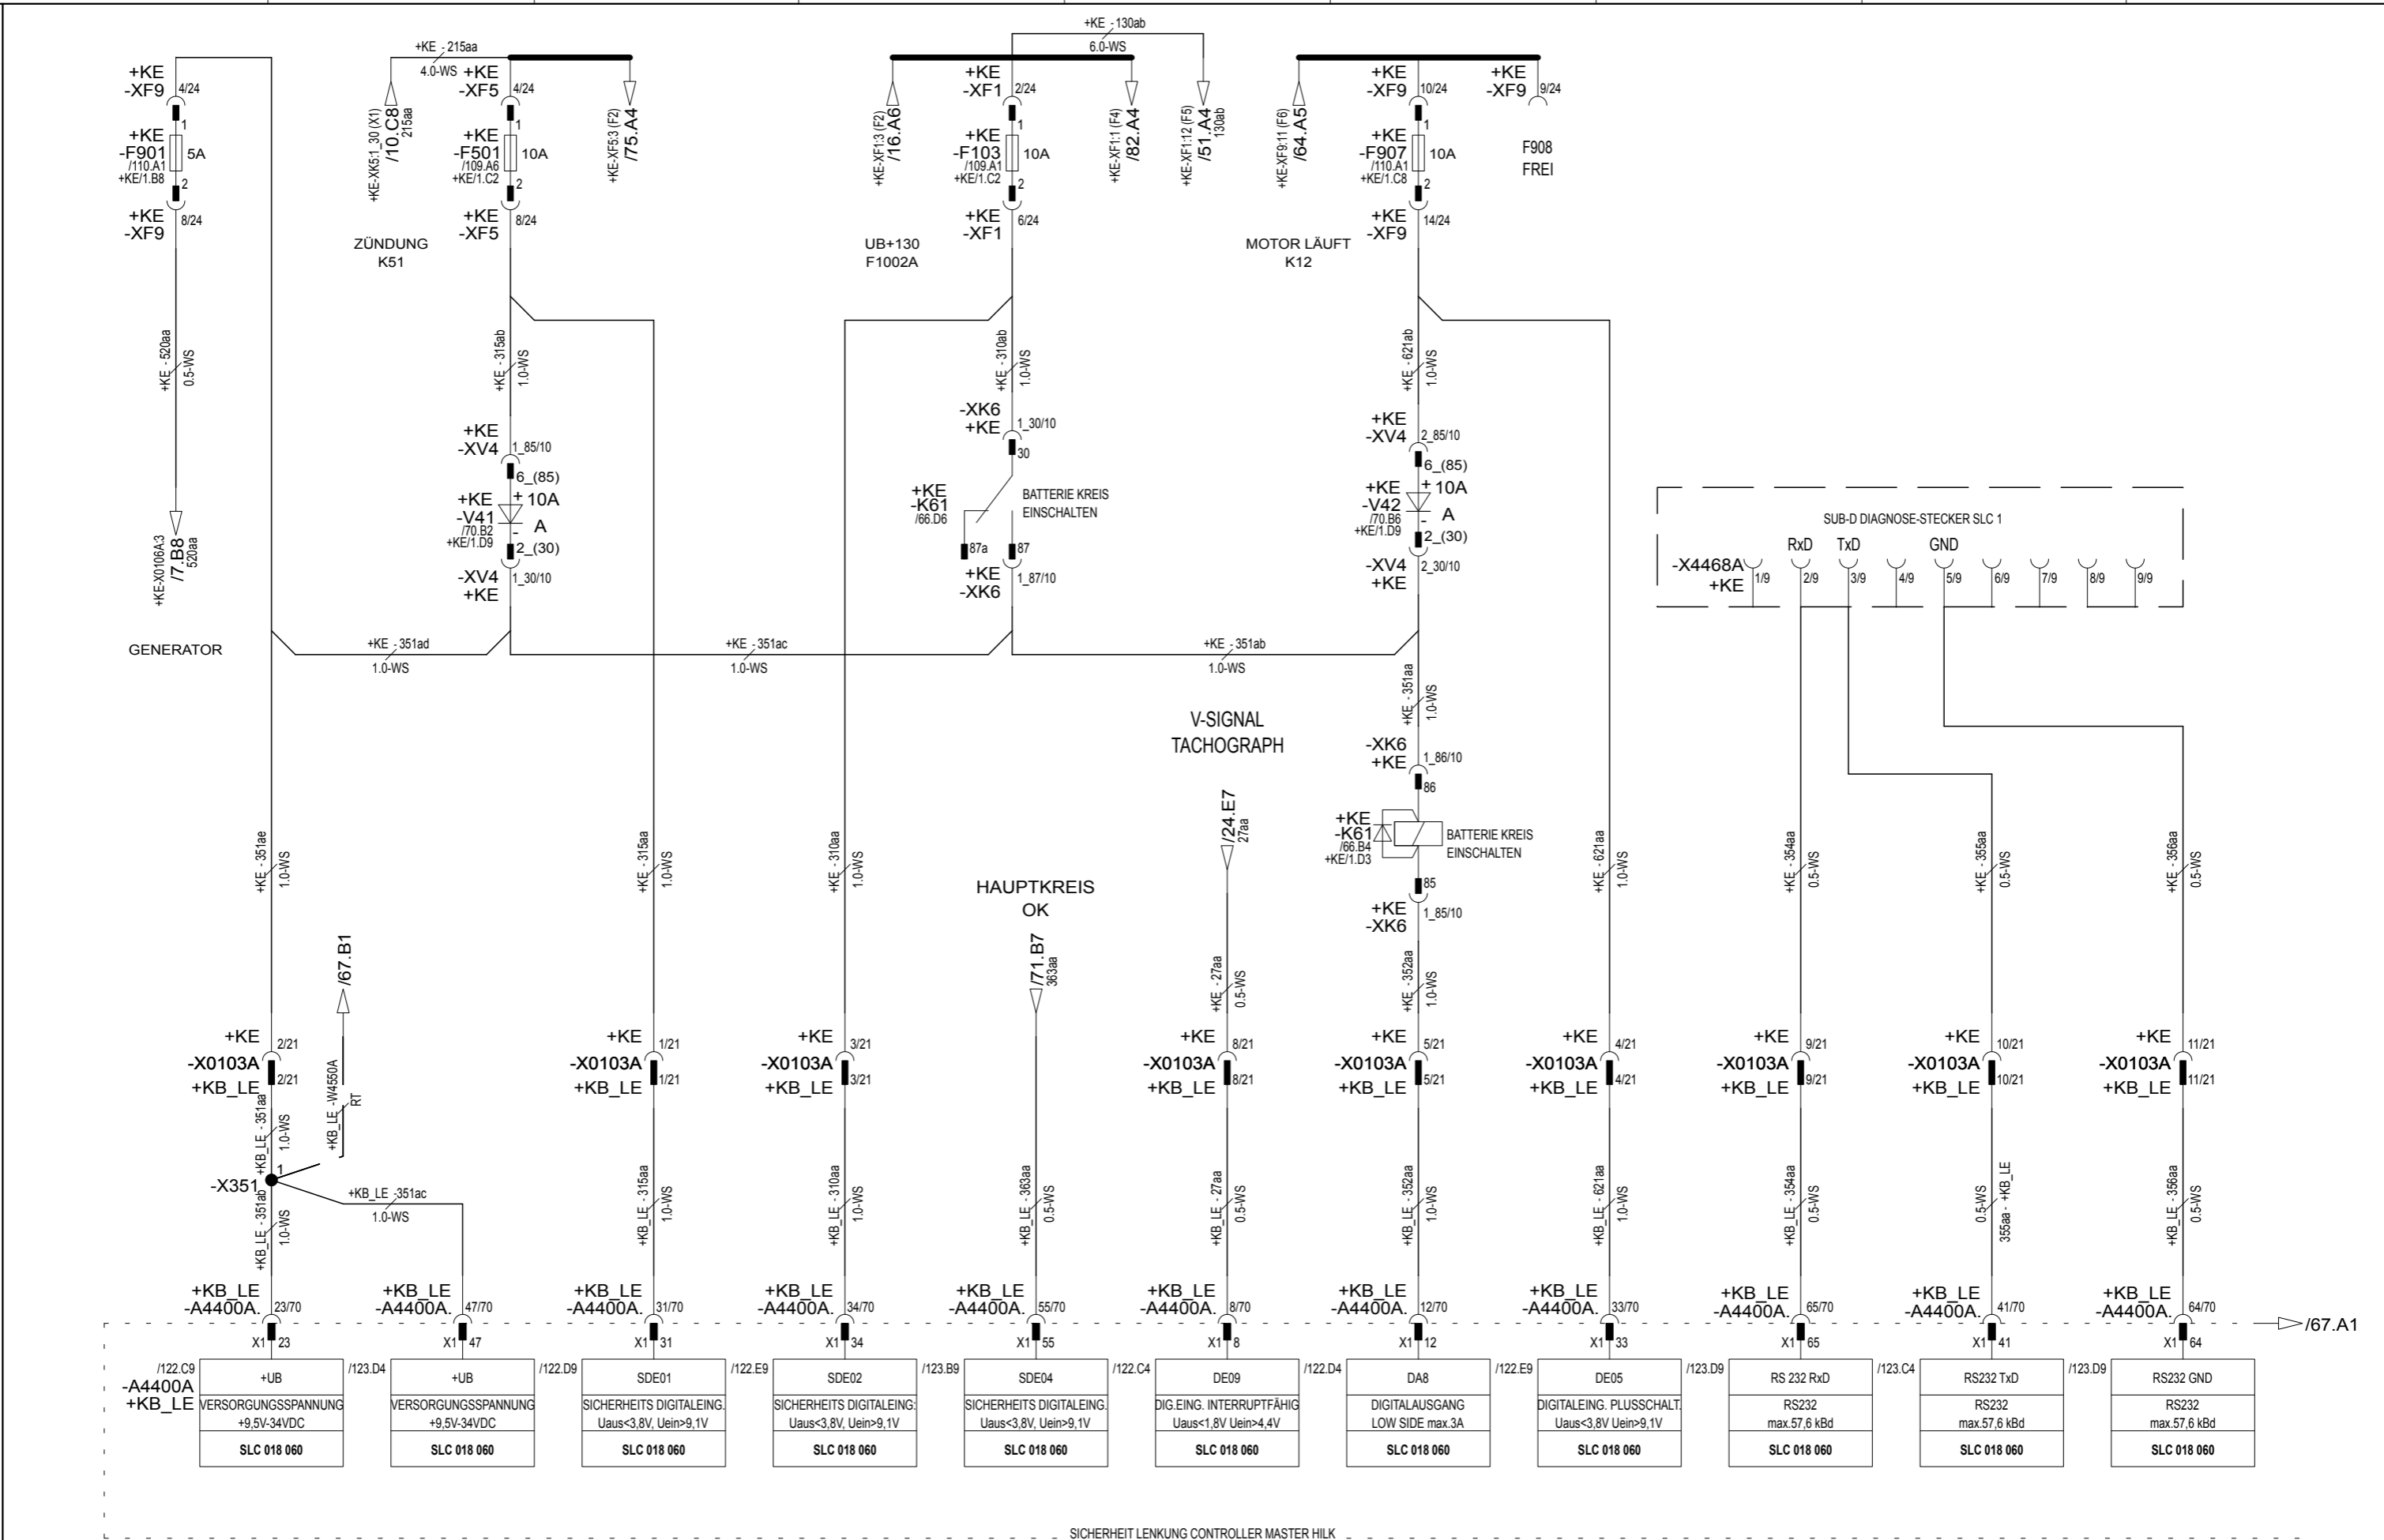 +KE - 130ab
6.0-WS
+KE - 215aa
4.0-WS
+KE
-XF9
4/24
1
+KE
-F901
/110.A1
+KE/1.B8
5A
2
+KE
-XF9
8/24
+KE-XK5:1_30 (X1)
/10.C8
215aa
+KE
-XF5
4/24
1
+KE
-F501
/109.A6
+KE/1.C2
10A
2
+KE
-XF5
8/24
+KE-XF5:3 (F2)
/75.A4
ZÜNDUNG
K51
+KE-XF1:3 (F2)
/16.A6
+KE
-XF1
2/24
1
+KE
-F103
/109.A1
+KE/1.C2
10A
2
+KE
-XF1
6/24
+KE-XF1:1 (F4)
/82.A4
+KE-XF1:12 (F5)
/51.A4
130ab
UB+130
F1002A
+KE-XF9:11 (F6)
/64.A5
+KE
-XF9
10/24
1
+KE
-F907
/110.A1
+KE/1.C8
10A
2
+KE
-XF9
14/24
+KE
-XF9
9/24
F908
FREI
MOTOR LÄUFT
K12
+KE - 520aa
0.5-WS
+KE - 315ab
1.0-WS
+KE - 310ab
1.0-WS
+KE - 621ab
1.0-WS
+KE-X0106A:3
/7.B8
520aa
GENERATOR
+KE
-XV4
1_85/10
6_(85)
+KE
-V41
/70.B2
+KE/1.D9
+ 10A
A
-
2_(30)
-XV4
+KE
1_30/10
-XK6
+KE
1_30/10
30
+KE
-K61
/66.D6
BATTERIE KREIS
EINSCHALTEN
87a
87
+KE
-XK6
1_87/10
+KE
-XV4
2_85/10
6_(85)
+KE
-V42
/70.B6
+KE/1.D9
+ 10A
A
-
2_(30)
-XV4
+KE
2_30/10
SUB-D DIAGNOSE-STECKER SLC 1
RxD
TxD
GND
-X4468A
+KE
1/9
2/9
3/9
4/9
5/9
6/9
7/9
8/9
9/9
+KE - 351ad
1.0-WS
+KE - 351ac
1.0-WS
+KE - 351ab
1.0-WS
+KE - 351aa
1.0-WS
V-SIGNAL
TACHOGRAPH
/24.E7
27aa
-XK6
+KE
1_86/10
86
+KE
-K61
/66.B4
+KE/1.D3
BATTERIE KREIS
EINSCHALTEN
85
+KE
-XK6
1_85/10
HAUPTKREIS
OK
/71.B7
363aa
+KE - 351ae
1.0-WS
+KE - 315aa
1.0-WS
+KE - 310aa
1.0-WS
+KE - 27aa
0.5-WS
+KE - 352aa
1.0-WS
+KE - 621aa
1.0-WS
+KE - 354aa
0.5-WS
+KE - 355aa
0.5-WS
+KE - 356aa
0.5-WS
/67.B1
+KB_LE -W4550A
RT
+KE
-X0103A
+KB_LE
2/21
2/21
+KE
-X0103A
+KB_LE
1/21
1/21
+KE
-X0103A
+KB_LE
3/21
3/21
+KE
-X0103A
+KB_LE
8/21
8/21
+KE
-X0103A
+KB_LE
5/21
5/21
+KE
-X0103A
+KB_LE
4/21
4/21
+KE
-X0103A
+KB_LE
9/21
9/21
+KE
-X0103A
+KB_LE
10/21
10/21
+KE
-X0103A
+KB_LE
11/21
11/21
+KB_LE - 351aa
1.0-WS
-X351
1
+KB_LE - 351ab
1.0-WS
+KB_LE -351ac
1.0-WS
+KB_LE - 315aa
1.0-WS
+KB_LE - 310aa
1.0-WS
+KB_LE - 363aa
0.5-WS
+KB_LE - 27aa
0.5-WS
+KB_LE - 352aa
1.0-WS
+KB_LE - 621aa
1.0-WS
+KB_LE - 354aa
0.5-WS
0.5-WS
355aa - +KB_LE
+KB_LE - 356aa
0.5-WS
+KB_LE
-A4400A.
23/70
+KB_LE
-A4400A.
47/70
+KB_LE
-A4400A.
31/70
+KB_LE
-A4400A.
34/70
+KB_LE
-A4400A.
55/70
+KB_LE
-A4400A.
8/70
+KB_LE
-A4400A.
12/70
+KB_LE
-A4400A.
33/70
+KB_LE
-A4400A.
65/70
+KB_LE
-A4400A.
41/70
+KB_LE
-A4400A.
64/70
/67.A1
X1 23
X1 47
X1 31
X1 34
X1 55
X1 8
X1 12
X1 33
X1 65
X1 41
X1 64
/122.C9
-A4400A
+KB_LE
+UB
VERSORGUNGSSPANNUNG
+9,5V-34VDC
SLC 018 060
/123.D4
+UB
VERSORGUNGSSPANNUNG
+9,5V-34VDC
SLC 018 060
/122.D9
SDE01
SICHERHEITS DIGITALEING.
Uaus<3,8V, Uein>9,1V
SLC 018 060
/122.E9
SDE02
SICHERHEITS DIGITALEING:
Uaus<3,8V, Uein>9,1V
SLC 018 060
/123.B9
SDE04
SICHERHEITS DIGITALEING.
Uaus<3,8V, Uein>9,1V
SLC 018 060
/122.C4
DE09
DIG.EING. INTERRUPTFÄHIG
Uaus<1,8V Uein>4,4V
SLC 018 060
/122.D4
DA8
DIGITALAUSGANG
LOW SIDE max.3A
SLC 018 060
/122.E9
DE05
DIGITALEING. PLUSSCHALT.
Uaus<3,8V Uein>9,1V
SLC 018 060
/123.D9
RS 232 RxD
RS232
max.57,6 kBd
SLC 018 060
/123.C4
RS232 TxD
RS232
max.57,6 kBd
SLC 018 060
/123.D9
RS232 GND
RS232
max.57,6 kBd
SLC 018 060
SICHERHEIT LENKUNG CONTROLLER MASTER HILK